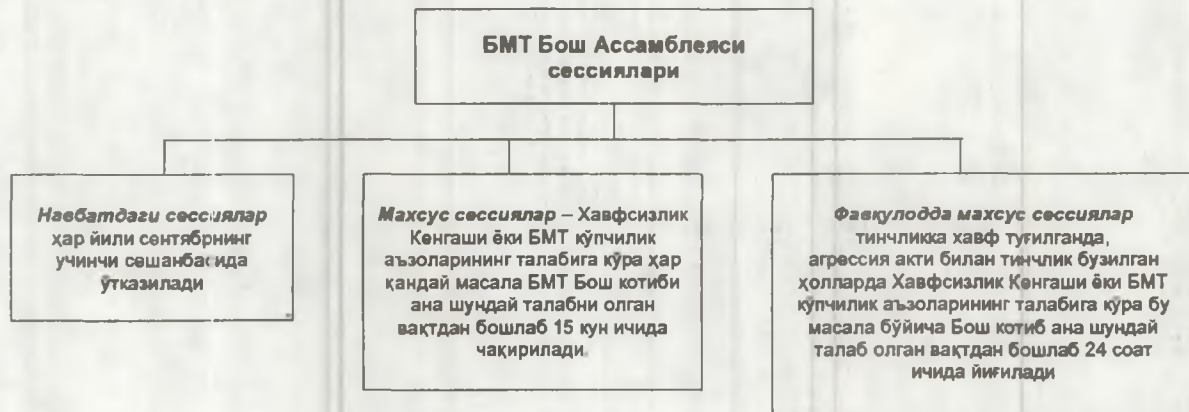 БМТ Бош Ассамблеяси
сессиялари
Навбатдаги сессиялар
ҳар йили сентябрнинг
учинчи сешанбасида
ўтказилади
Махсус сессиялар – Хавфсизлик
Кенгаши ёки БМТ кўпчилик
аъзоларининг талабига кўра ҳар
қандай масала БМТ Бош котиби
ана шундай талабни олган
вақтдан бошлаб 15 кун ичида
чақирилади.
Фавқулодда махсус сессиялар
тинчликка хавф туғилганда,
агрессия акти билан тинчлик бузилган
ҳолларда Хавфсизлик Кенгаши ёки БМТ
кўпчилик аъзоларининг талабига кўра бу
масала бўйича Бош котиб ана шундай
талаб олган вақтдан бошлаб 24 соат
ичида йиғилади